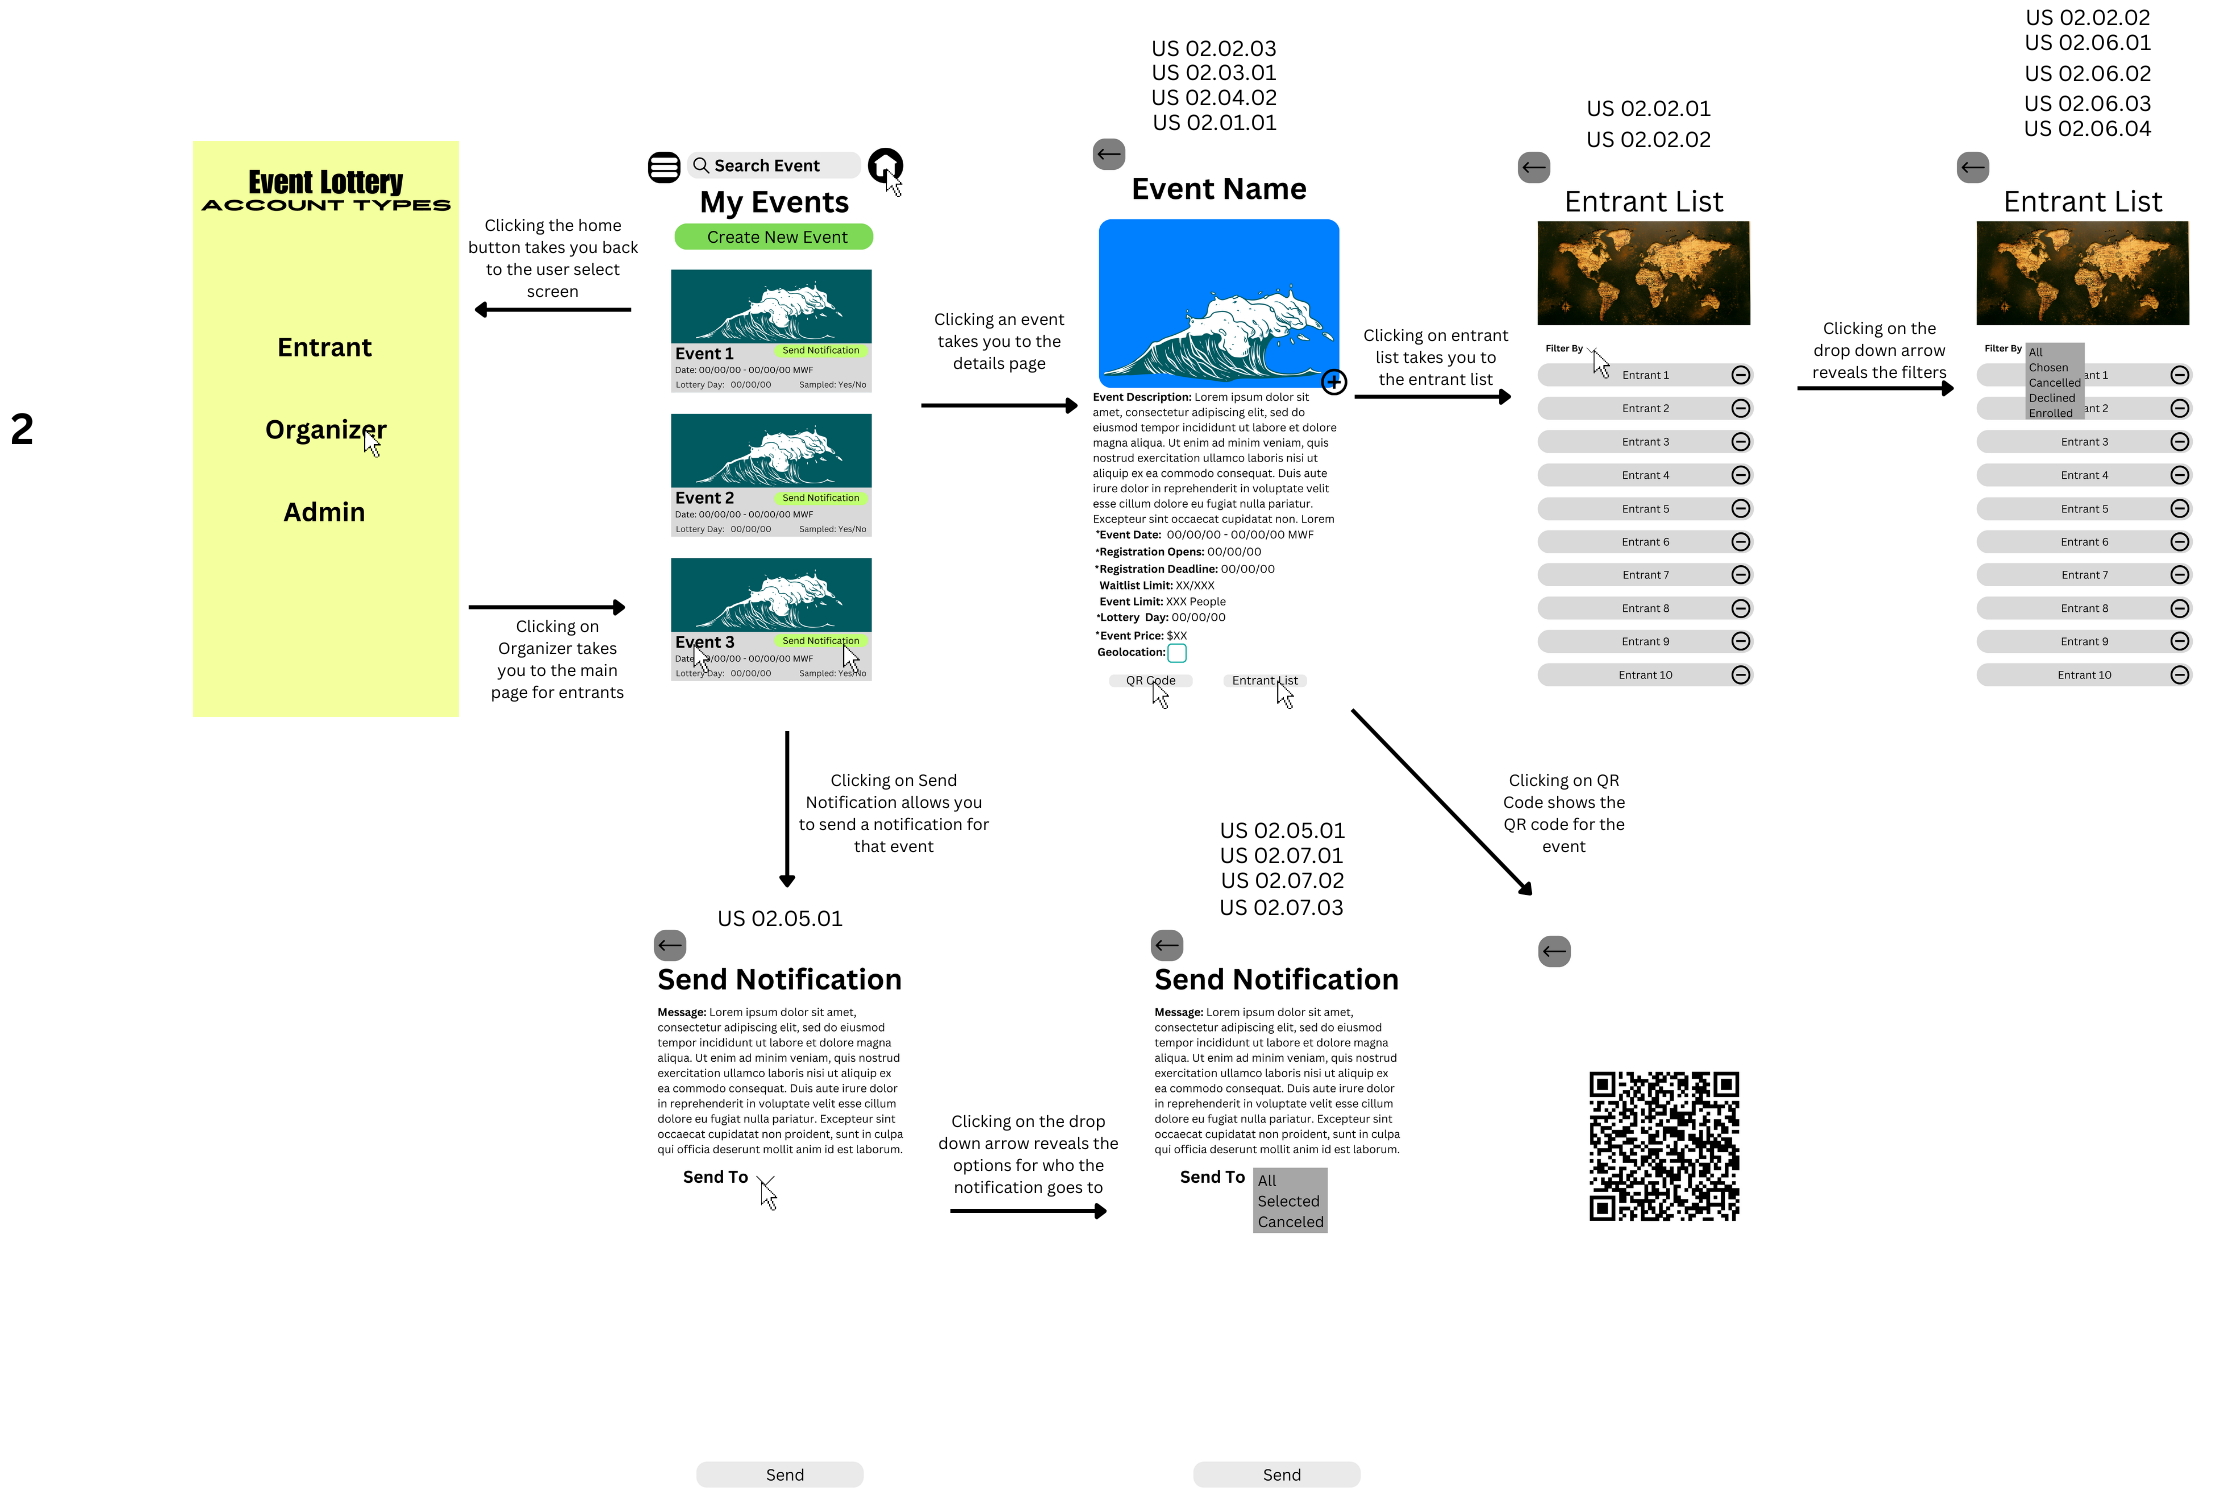 2
Event Lottery
ACCOUNT TYPES
Entrant
Organizer
Admin
Clicking the home
button takes you back
to the user select
screen
Clicking on
Organizer takes
you to the main
page for entrants
Search Event
My Events
Create New Event
Event 1
Send Notification
Date: 00/00/00 - 00/00/00 MWF
Lottery Day: 00/00/00 Sampled: Yes/No
Event 2
Send Notification
Date: 00/00/00 - 00/00/00 MWF
Lottery Day: 00/00/00 Sampled: Yes/No
Event 3
Send Notification
Date: 00/00/00 - 00/00/00 MWF
Lottery Day: 00/00/00 Sampled: Yes/No
Clicking an event
takes you to the
details page
US 02.02.03
US 02.03.01
US 02.04.02
US 02.01.01
Event Name
Event Description: Lorem ipsum dolor sit
amet, consectetur adipiscing elit, sed do
eiusmod tempor incididunt ut labore et dolore
magna aliqua. Ut enim ad minim veniam, quis
nostrud exercitation ullamco laboris nisi ut
aliquip ex ea commodo consequat. Duis aute
irure dolor in reprehenderit in voluptate velit
esse cillum dolore eu fugiat nulla pariatur.
Excepteur sint occaecat cupidatat non. Lorem
*Event Date: 00/00/00 - 00/00/00 MWF
*Registration Opens: 00/00/00
*Registration Deadline: 00/00/00
Waitlist Limit: XX/XXX
Event Limit: XXX People
*Lottery Day: 00/00/00
*Event Price: $XX
Geolocation:
QR Code
Entrant List
Clicking on entrant
list takes you to
the entrant list
US 02.02.01
US 02.02.02
Entrant List
Filter By
Entrant 1
Entrant 2
Entrant 3
Entrant 4
Entrant 5
Entrant 6
Entrant 7
Entrant 8
Entrant 9
Entrant 10
Clicking on the
drop down arrow
reveals the filters
US 02.02.02
US 02.06.01
US 02.06.02
US 02.06.03
US 02.06.04
Entrant List
Filter By
All
Chosen
Cancelled
Declined
Enrolled
ant 1
ant 2
Entrant 3
Entrant 4
Entrant 5
Entrant 6
Entrant 7
Entrant 8
Entrant 9
Entrant 10
Clicking on Send
Notification allows you
to send a notification for
that event
US 02.05.01
Send Notification
Message: Lorem ipsum dolor sit amet,
consectetur adipiscing elit, sed do eiusmod
tempor incididunt ut labore et dolore magna
aliqua. Ut enim ad minim veniam, quis nostrud
exercitation ullamco laboris nisi ut aliquip ex
ea commodo consequat. Duis aute irure dolor
in reprehenderit in voluptate velit esse cillum
dolore eu fugiat nulla pariatur. Excepteur sint
occaecat cupidatat non proident, sunt in culpa
qui officia deserunt mollit anim id est laborum.
Send To
Send
Clicking on the drop
down arrow reveals the
options for who the
notification goes to
US 02.05.01
US 02.07.01
US 02.07.02
US 02.07.03
Send Notification
Message: Lorem ipsum dolor sit amet,
consectetur adipiscing elit, sed do eiusmod
tempor incididunt ut labore et dolore magna
aliqua. Ut enim ad minim veniam, quis nostrud
exercitation ullamco laboris nisi ut aliquip ex
ea commodo consequat. Duis aute irure dolor
in reprehenderit in voluptate velit esse cillum
dolore eu fugiat nulla pariatur. Excepteur sint
occaecat cupidatat non proident, sunt in culpa
qui officia deserunt mollit anim id est laborum.
Send To
All
Selected
Canceled
Send
Clicking on QR
Code shows the
QR code for the
event